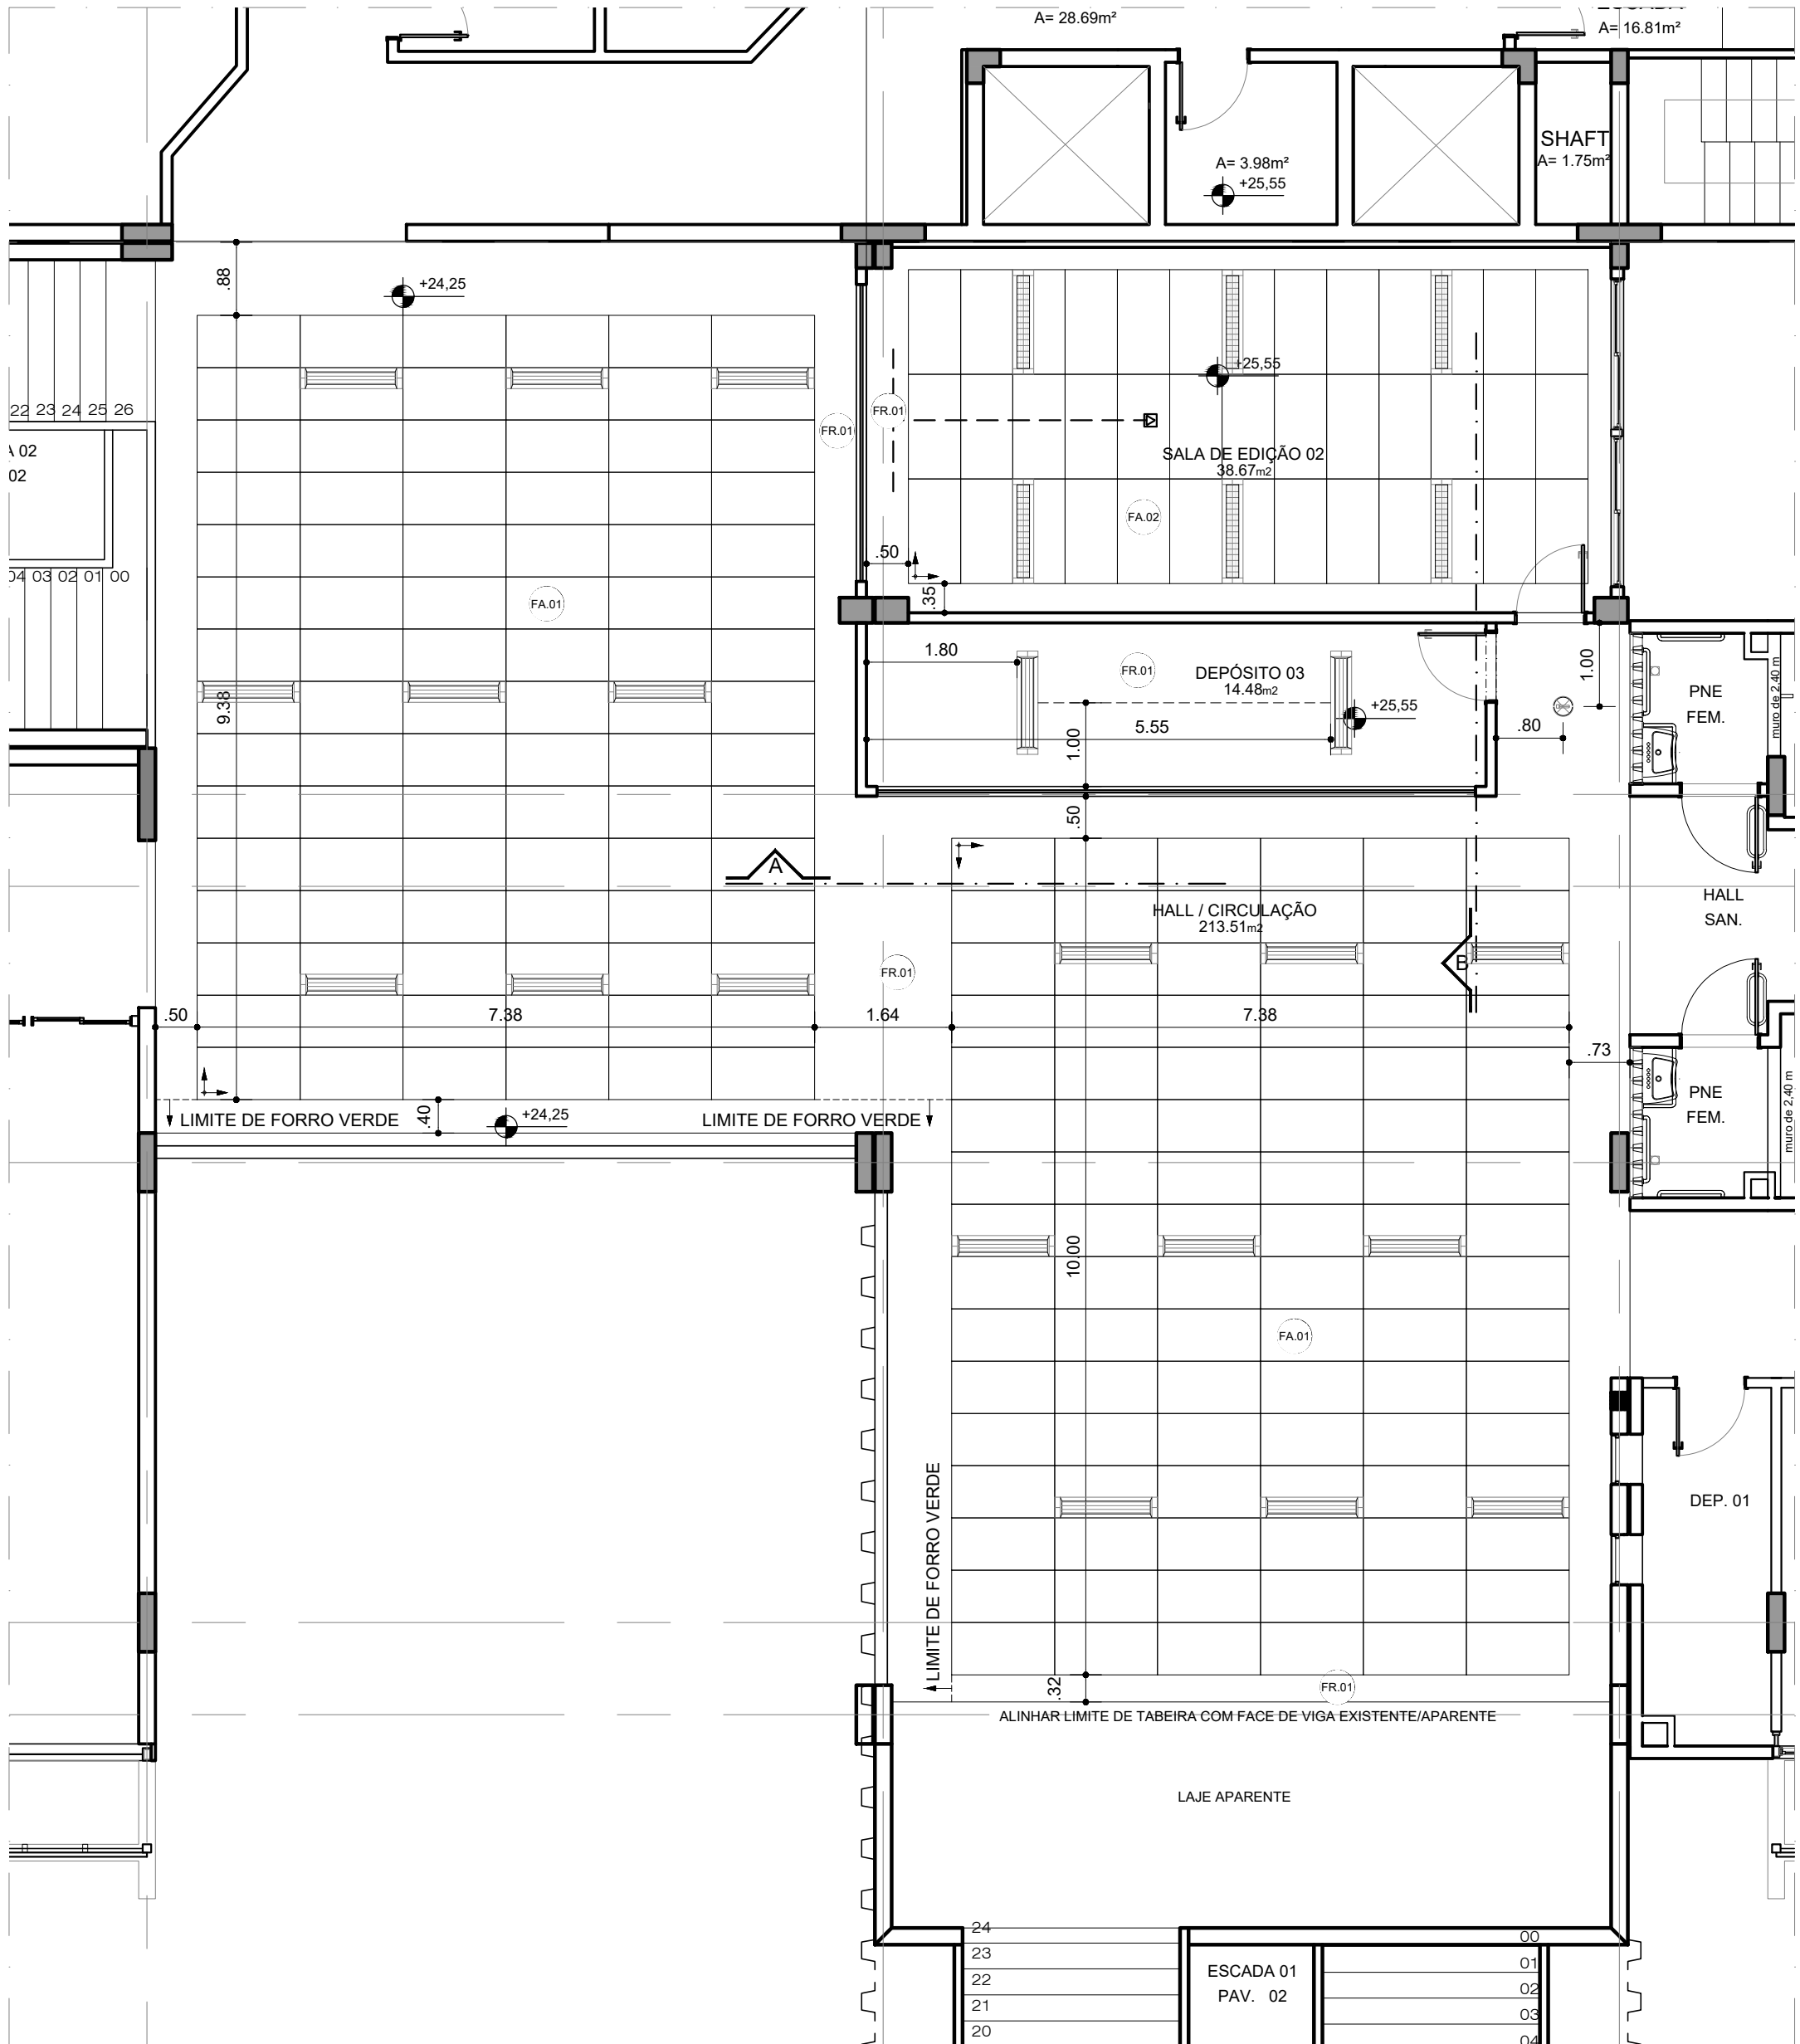 A= 28.69m²
A= 16.81m²
SHAFT
A= 1.75m²
A= 3.98m²
+25,55
.88
+24,25
22 23 24 25 26
A 02
02
04 03 02 01 00
FR.01
FR.01
+25,55
SALA DE EDIÇÃO 02
38.67m2
FA.02
.50
.35
FA.01
9.38
1.80
FR.01
DEPÓSITO 03
14.48m2
+25,55
5.55
1.00
1.00
.80
.50
PNE
FEM.
muro de 2,40 m
A
HALL / CIRCULAÇÃO
213.51m2
B
HALL
SAN.
FR.01
.50
7.38
1.64
7.38
.73
PNE
FEM.
muro de 2,40 m
LIMITE DE FORRO VERDE
.40
+24,25
LIMITE DE FORRO VERDE
10.00
FA.01
LIMITE DE FORRO VERDE
DEP. 01
.32
FR.01
ALINHAR LIMITE DE TABEIRA COM FACE DE VIGA EXISTENTE/APARENTE
LAJE APARENTE
24
23
22
21
20
ESCADA 01
PAV. 02
00
01
02
03
04